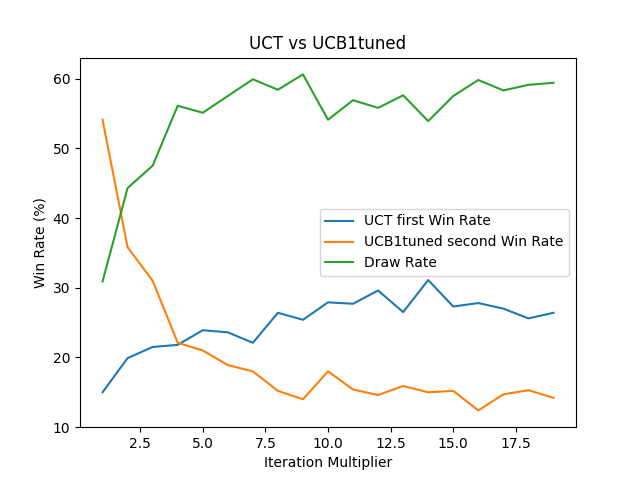 UCT vs UCB1tuned
60
50
40
30
20
10
Win Rate (%)
UCT first Win Rate
UCB1tuned second Win Rate
Draw Rate
2.5 5.0 7.5 10.0 12.5 15.0 17.5
Iteration Multiplier